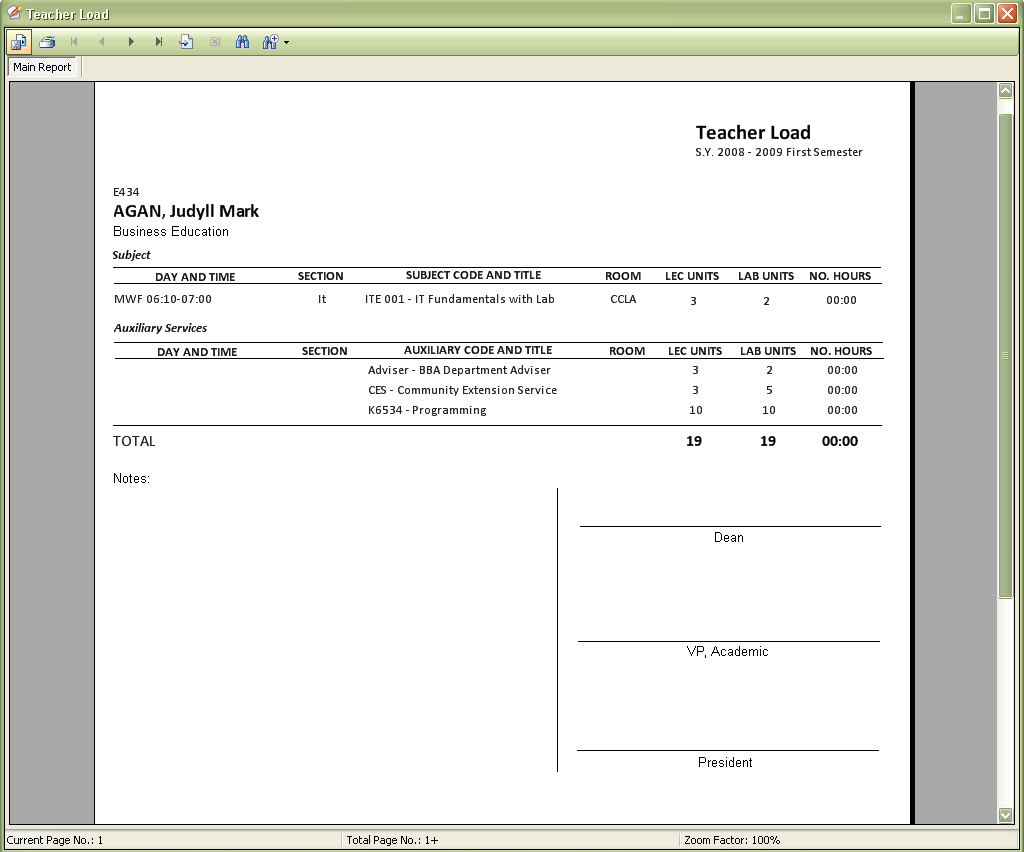 Teacher Load
Main Report
Teacher Load
S.Y. 2008 - 2009 First Semester
E434
AGAN, Judyll Mark
Business Education
Subject
DAY AND TIME SECTION SUBJECT CODE AND TITLE ROOM LEC UNITS LAB UNITS NO. HOURS
MWF 06:10-07:00 It ITE 001 - IT Fundamentals with Lab CCLA 3 2 00:00
Auxiliary Services
DAY AND TIME SECTION AUXILIARY CODE AND TITLE ROOM LEC UNITS LAB UNITS NO. HOURS
Adviser - BBA Department Adviser 3 2 00:00
CES - Community Extension Service 3 5 00:00
K6534 - Programming 10 10 00:00
TOTAL 19 19 00:00
Notes:
Dean
VP, Academic
President
Current Page No.: 1 Total Page No.: 1+ Zoom Factor: 100%